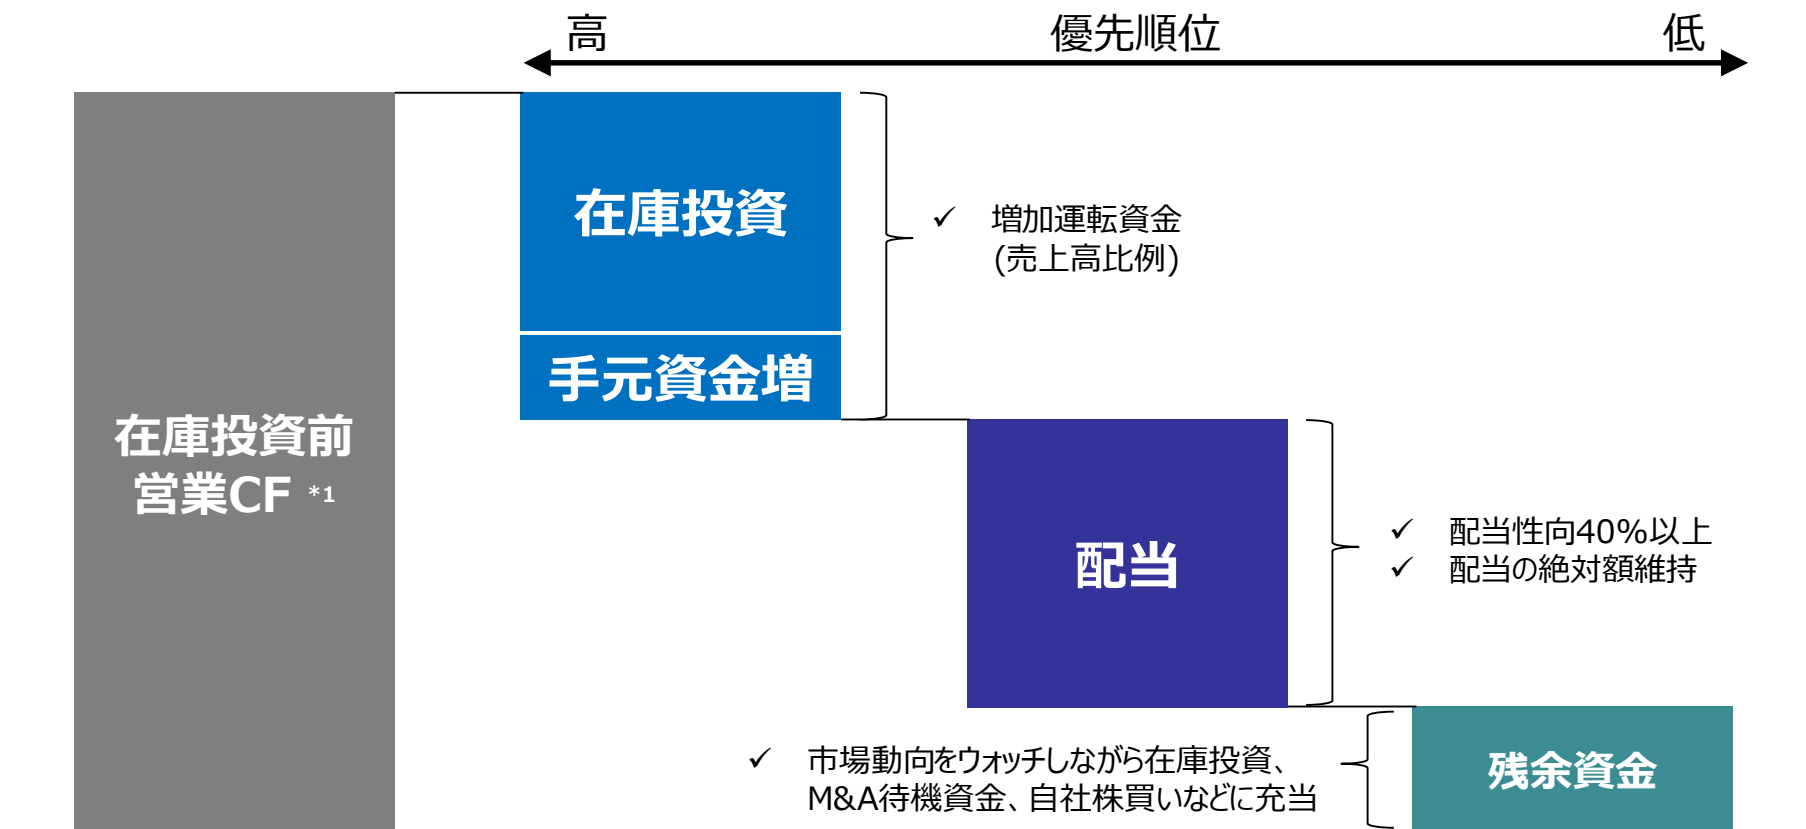 高 優先順位 低
在庫投資
✓ 増加運転資金
(売上高比例)
手元資金増
在庫投資前
営業CF *1
配当
✓ 配当性向40%以上
✓ 配当の絶対額維持
✓ 市場動向をウォッチしながら在庫投資、
M&A待機資金、自社株買いなどに充当
残余資金